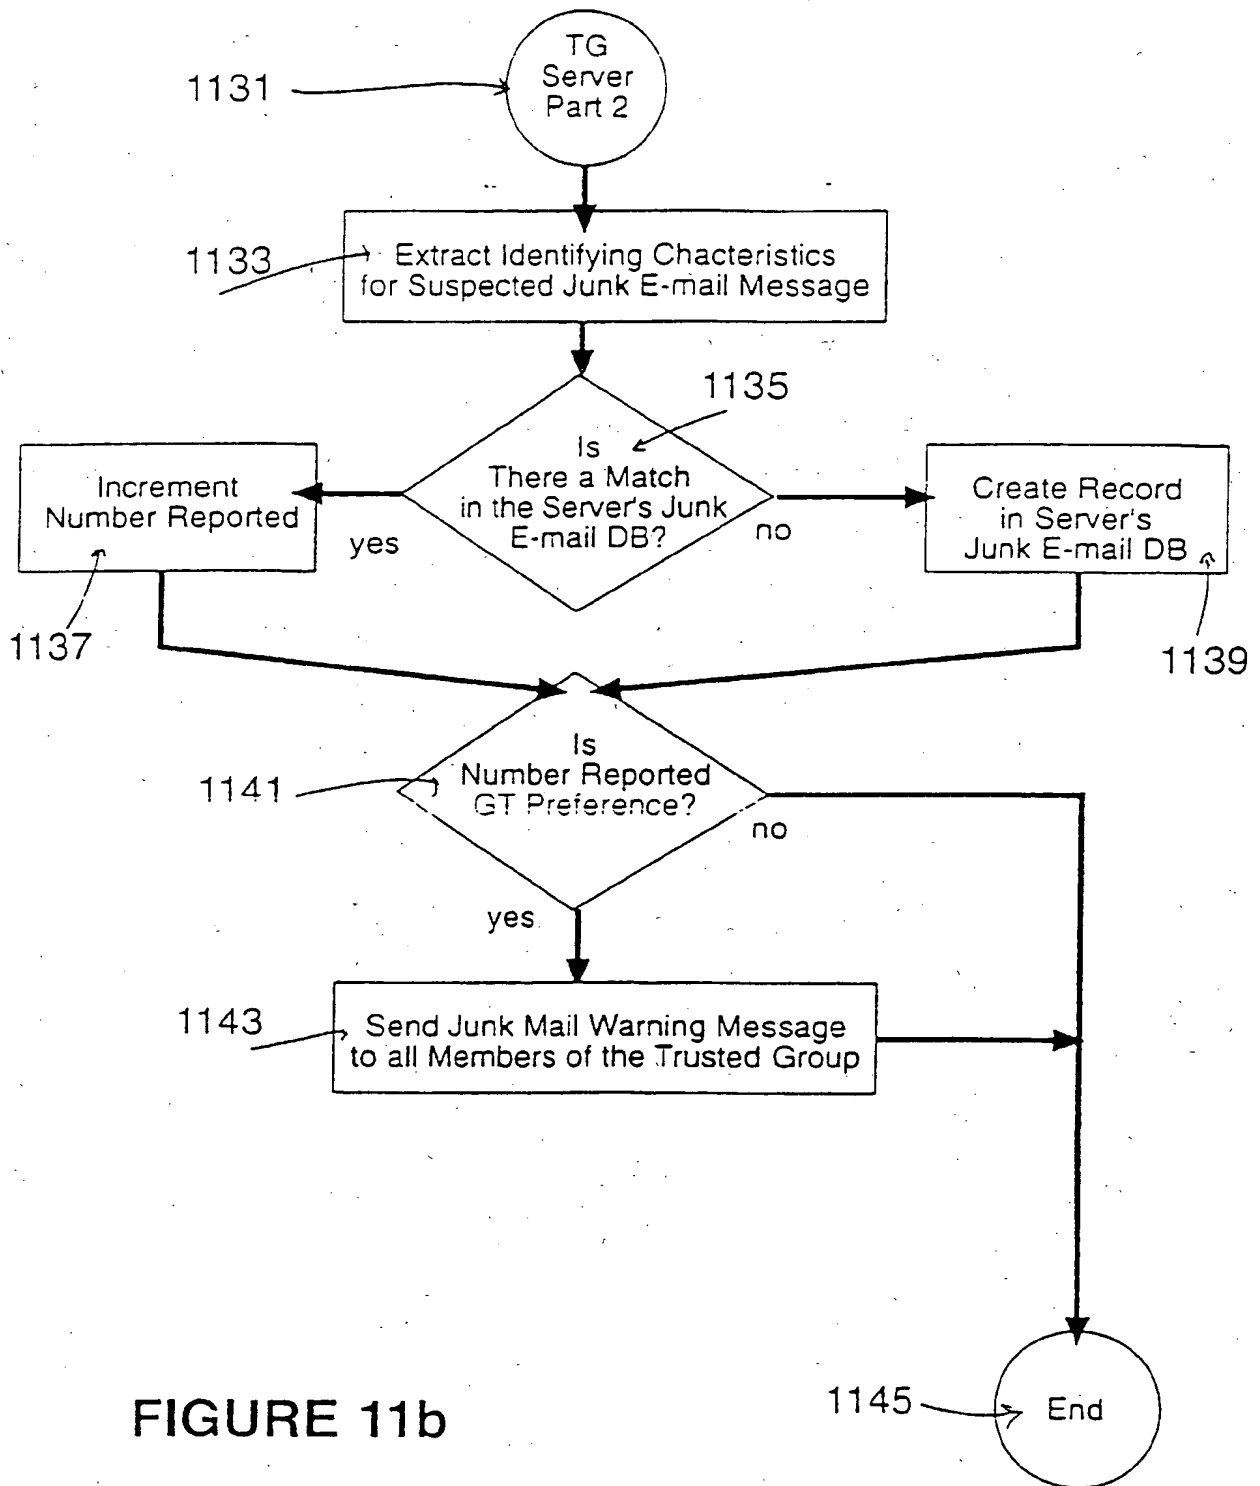 TG
Server
Part 2
1131
1133
Extract Identifying Chacteristics
for Suspected Junk E-mail Message
1135
Is
There a Match
in the Server's Junk
E-mail DB?
yes
no
Increment
Number Reported
1137
Create Record
in Server's
Junk E-mail DB
1139
1141
Is
Number Reported
GT Preference?
no
yes
1143
Send Junk Mail Warning Message
to all Members of the Trusted Group
1145
End
FIGURE 11b